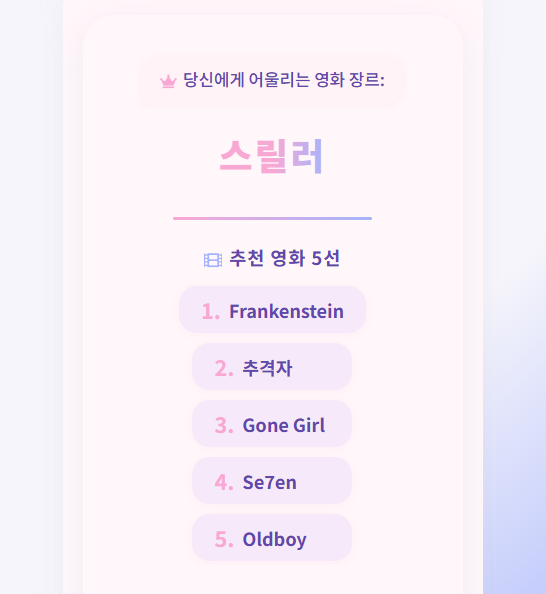 당신에게 어울리는 영화 장르:
스릴러
추천 영화 5선
1. Frankenstein
2. 추격자
3. Gone Girl
4. Se7en
5. Oldboy